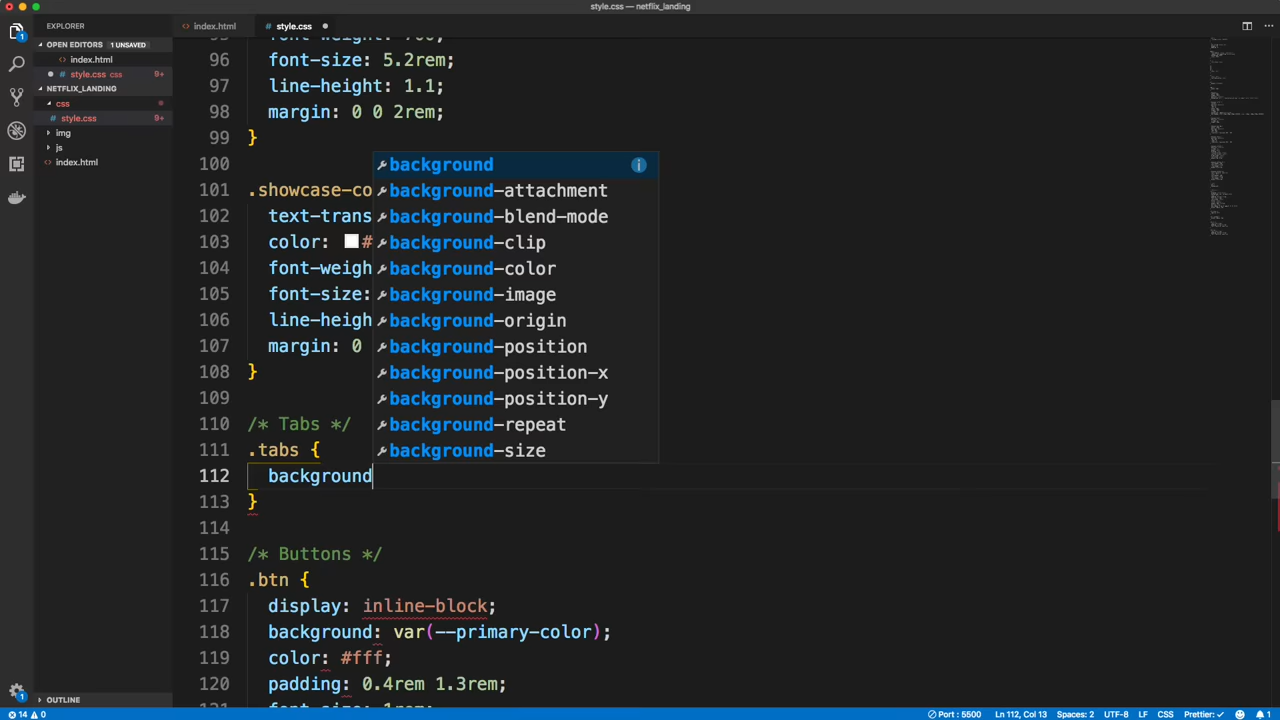 style.css — netflix_landing
EXPLORER
index.html
style.css
OPEN EDITORS 1 UNSAVED
index.html
style.css css 9+
NETFLIX_LANDING
css
style.css 9+
img
js
index.html
OUTLINE
96 font-size: 5.2rem;
97 line-height: 1.1;
98 margin: 0 0 2rem;
99 }
100
101 .showcase-co
102 text-trans
103 color: #
104 font-weigh
105 font-size:
106 line-heigh
107 margin: 0
108 }
109
110 /* Tabs */
111 .tabs {
112 background
113 }
114
115 /* Buttons */
116 .btn {
117 display: inline-block;
118 background: var(--primary-color);
119 color: #fff;
120 padding: 0.4rem 1.3rem;
background
background-attachment
background-blend-mode
background-clip
background-color
background-image
background-origin
background-position
background-position-x
background-position-y
background-repeat
background-size
14 0
Port : 5500 Ln 112, Col 13 Spaces: 2 UTF-8 LF CSS Prettier: ✓ 1